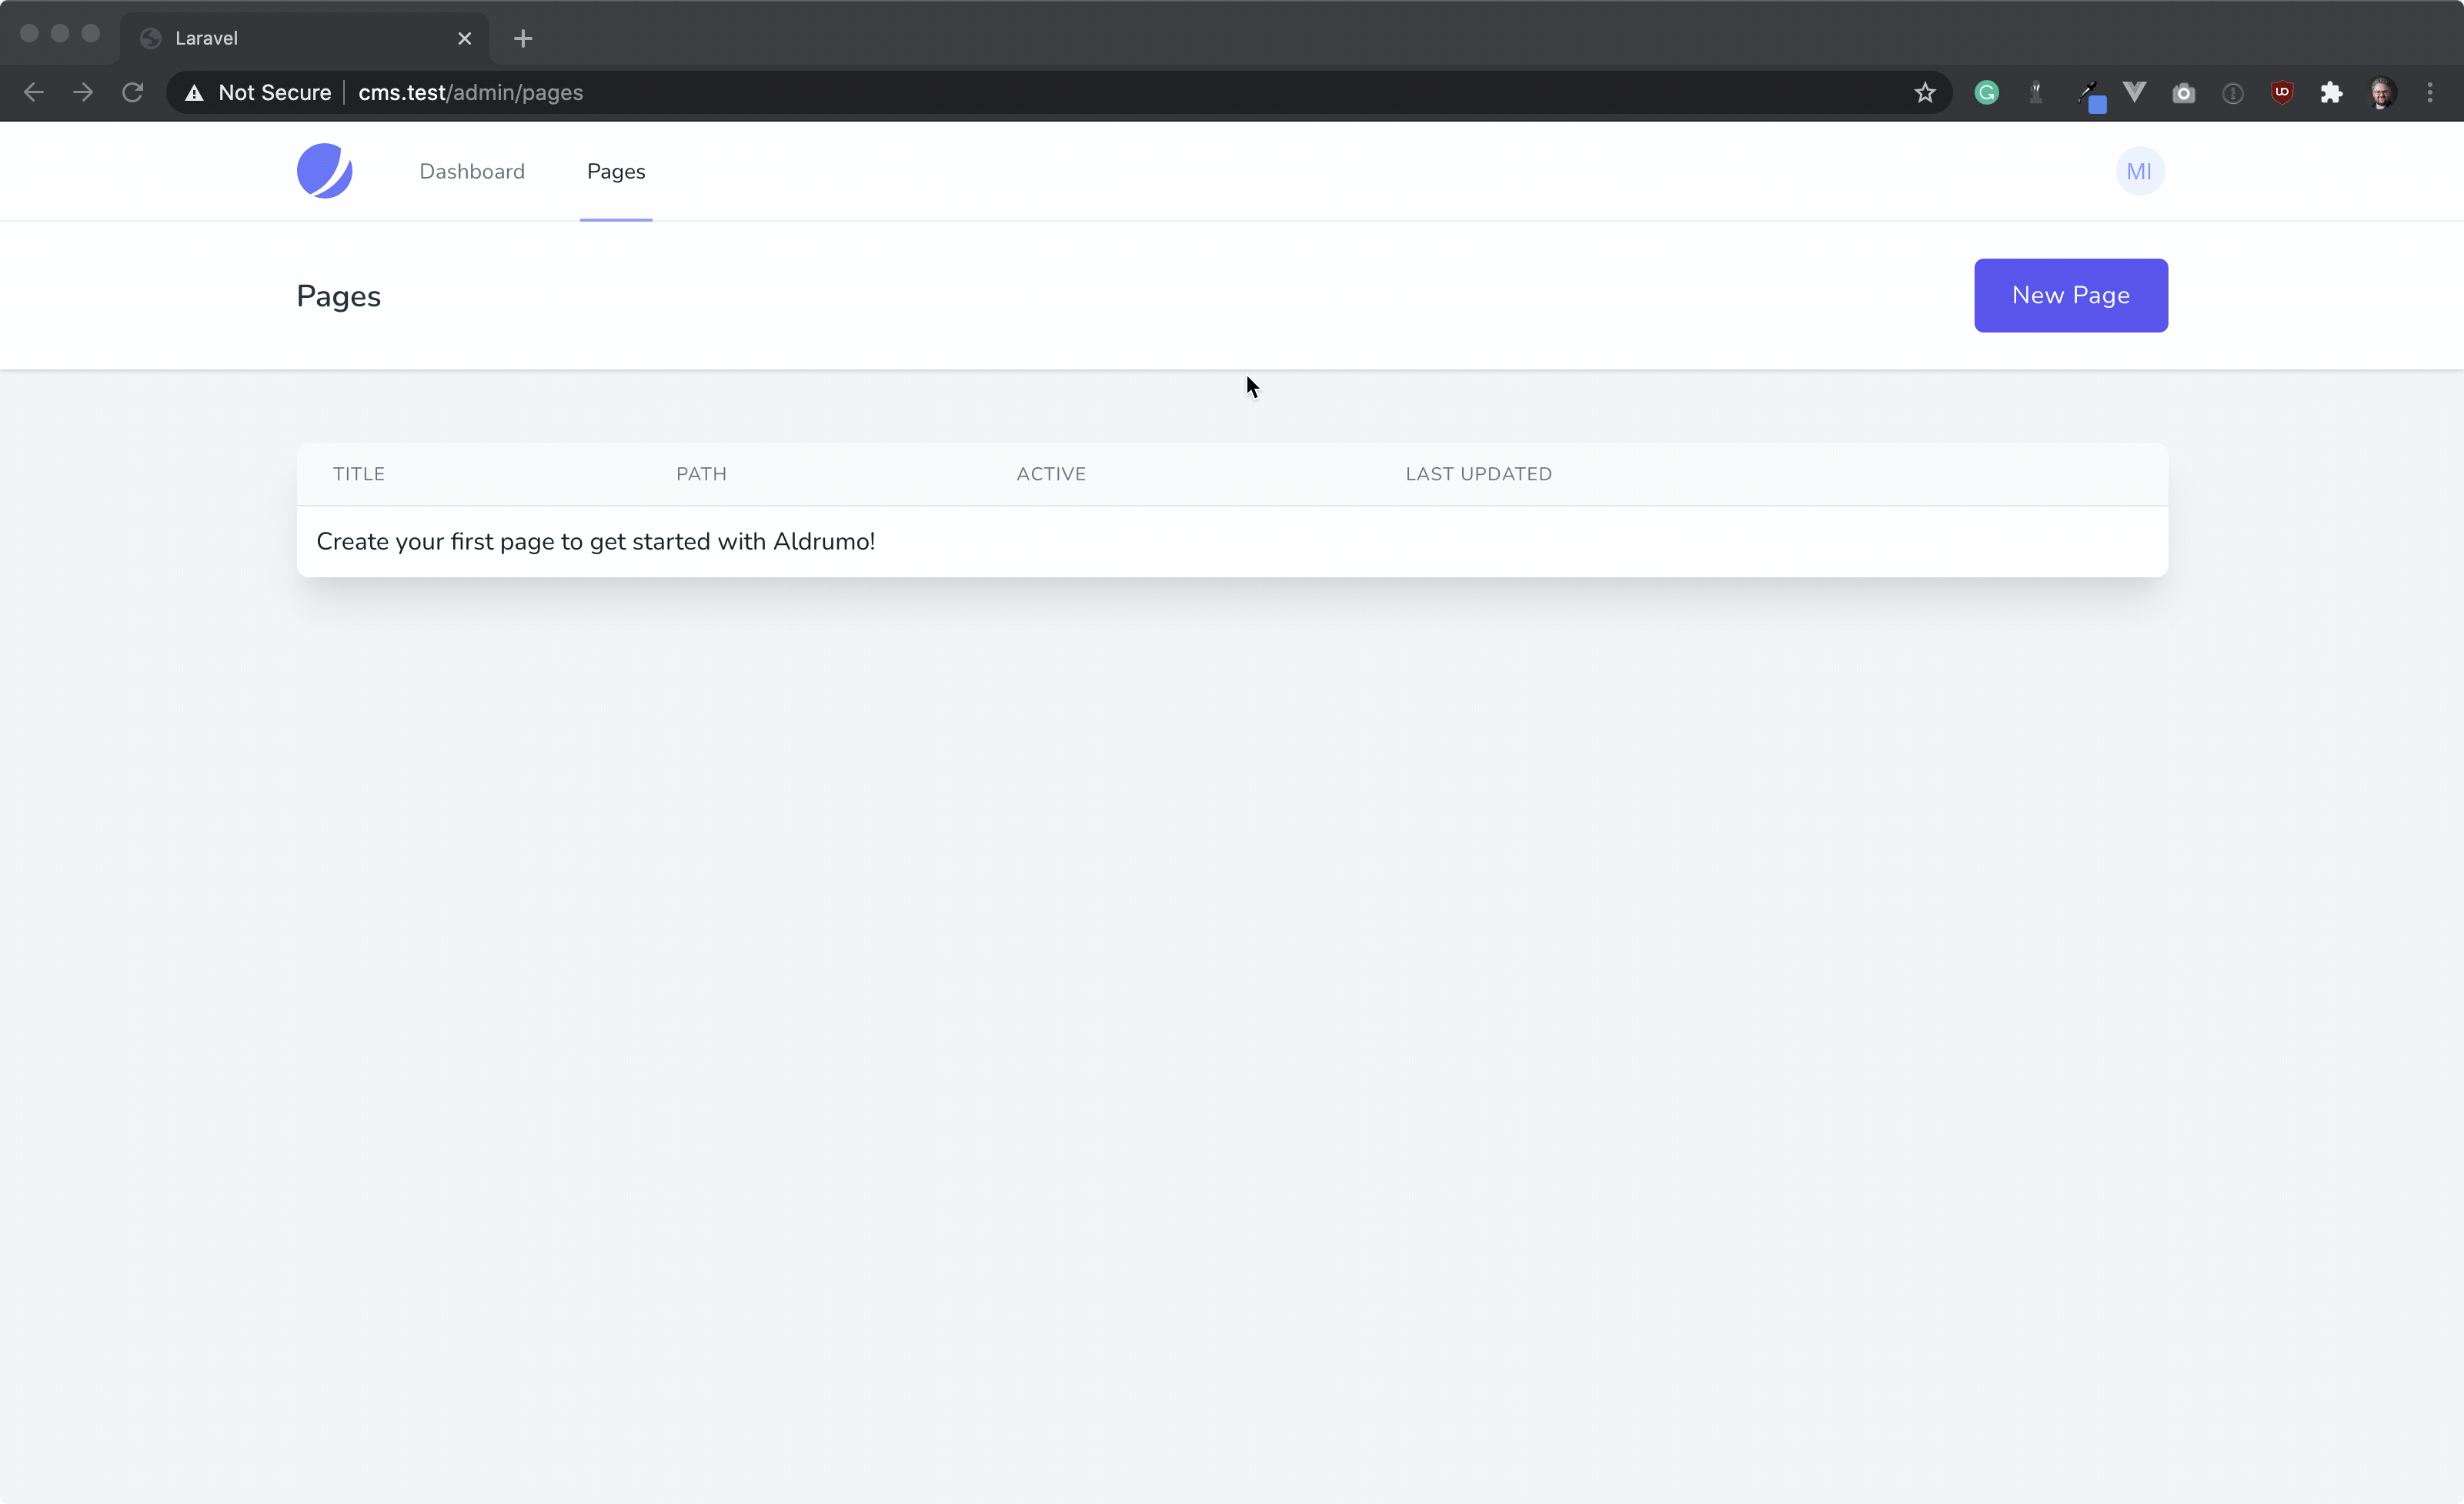 Laravel
Not Secure cms.test/admin/pages
Dashboard Pages MI
Pages New Page
TITLE PATH ACTIVE LAST UPDATED
Create your first page to get started with Aldrumo!